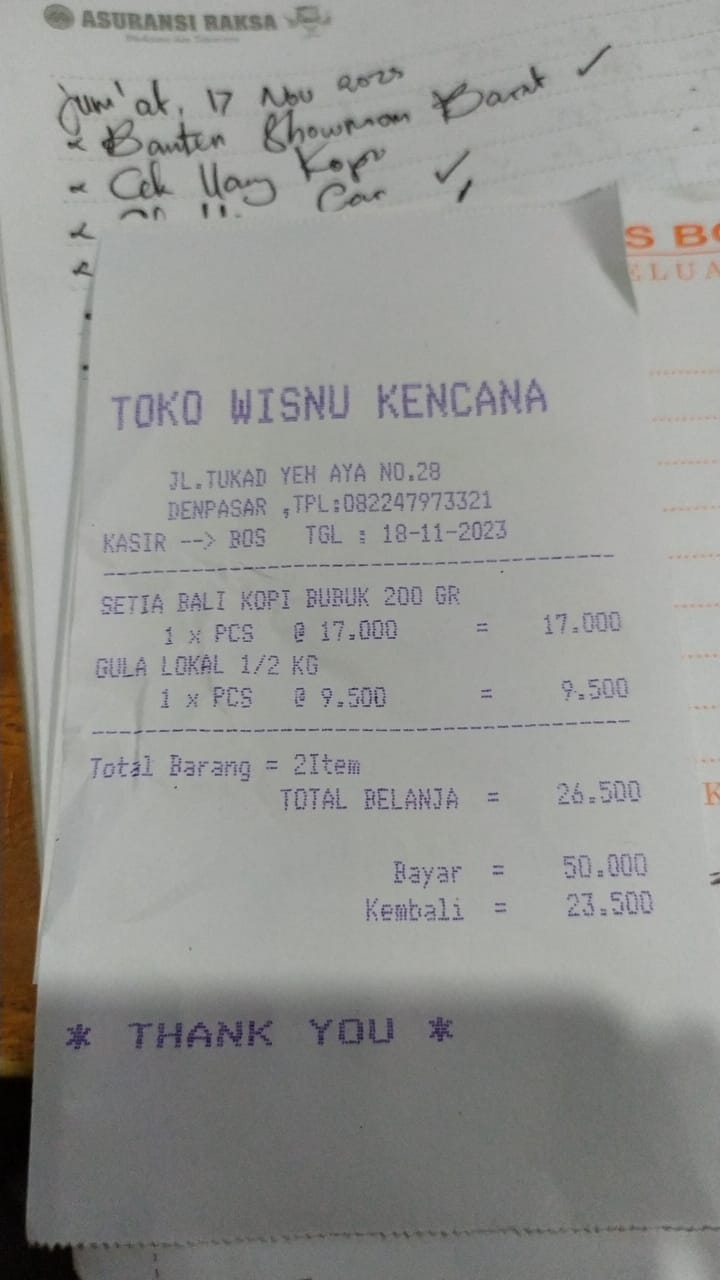 ASURANSI RAKSA
Jum'at, 17 Nov 2023
Banten Showroom Barat ✓
Cek Uang Kopi
Car ✓
S BO
ELUA
TOKO WISNU KENCANA
JL.TUKAD YEH AYA NO.28
DENPASAR ,TPL:082247973321
KASIR --> BOS TGL : 18-11-2023
SETIA BALI KOPI BUBUK 200 GR
1 x PCS @ 17.000 = 17.000
GULA LOKAL 1/2 KG
1 x PCS @ 9.500 = 9.500
Total Barang = 2Item
TOTAL BELANJA = 26.500
K
Bayar = 50.000
Kembali = 23.500
* THANK YOU *